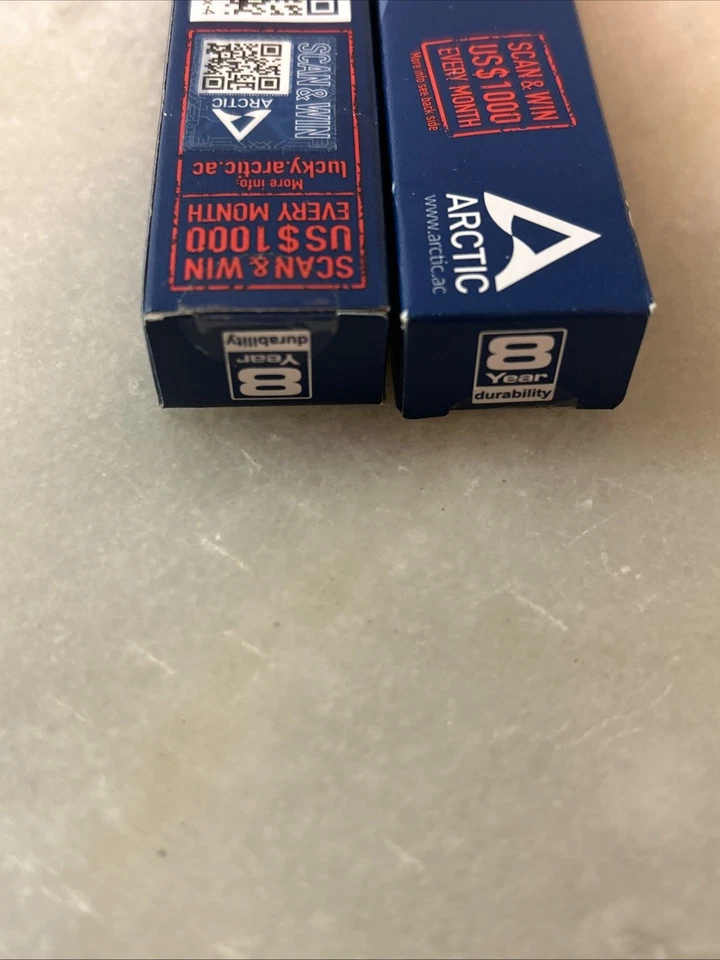 SCAN & WIN
ARCTIC
More info:
lucky.arctic.ac
SCAN & WIN
US$1000
EVERY MONTH
8
Year
durability
SCAN & WIN
US$ 1000
EVERY MONTH
More info see back side
ARCTIC
www.arctic.ac
8
Year
durability